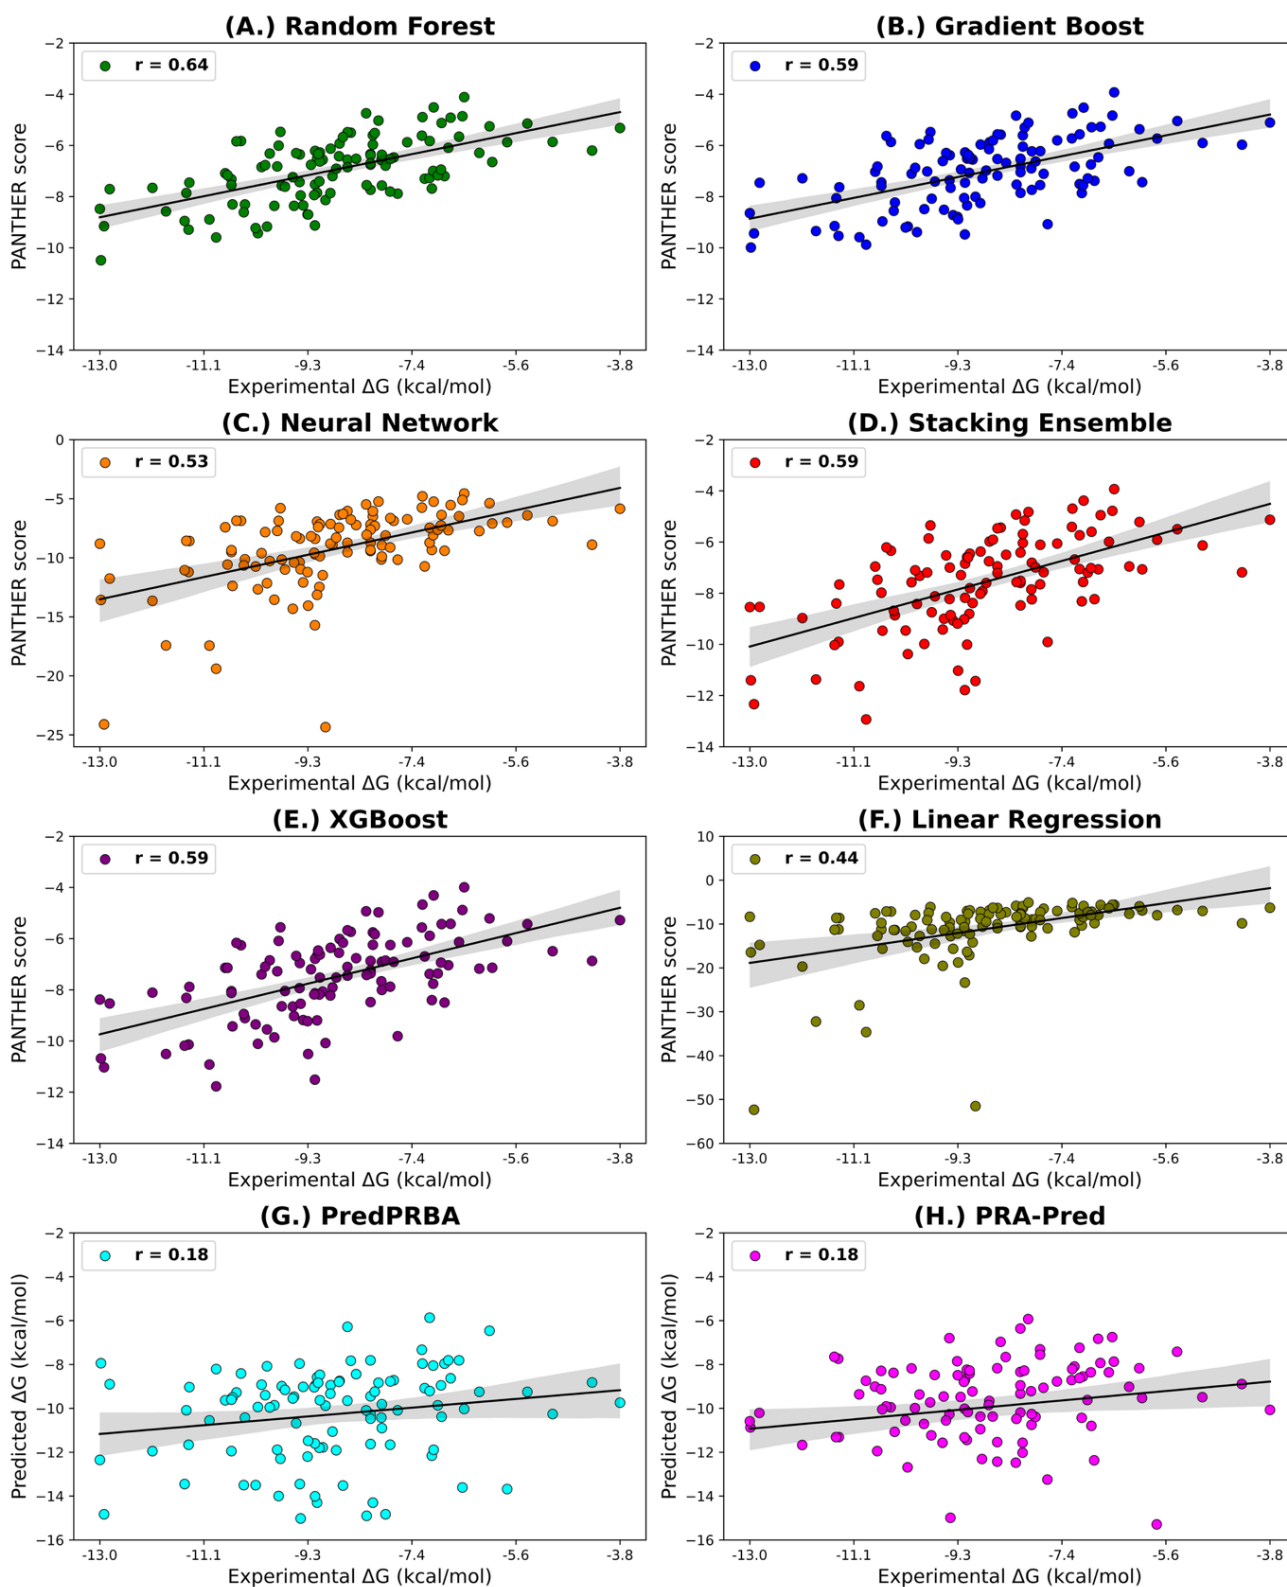 (A.) Random Forest
r = 0.64
PANTHER score
−2
−4
−6
−8
−10
−12
−14
-13.0 -11.1 -9.3 -7.4 -5.6 -3.8
Experimental ΔG (kcal/mol)
(B.) Gradient Boost
r = 0.59
PANTHER score
−2
−4
−6
−8
−10
−12
−14
-13.0 -11.1 -9.3 -7.4 -5.6 -3.8
Experimental ΔG (kcal/mol)
(C.) Neural Network
r = 0.53
PANTHER score
0
−5
−10
−15
−20
−25
-13.0 -11.1 -9.3 -7.4 -5.6 -3.8
Experimental ΔG (kcal/mol)
(D.) Stacking Ensemble
r = 0.59
PANTHER score
−2
−4
−6
−8
−10
−12
−14
-13.0 -11.1 -9.3 -7.4 -5.6 -3.8
Experimental ΔG (kcal/mol)
(E.) XGBoost
r = 0.59
PANTHER score
−2
−4
−6
−8
−10
−12
−14
-13.0 -11.1 -9.3 -7.4 -5.6 -3.8
Experimental ΔG (kcal/mol)
(F.) Linear Regression
r = 0.44
PANTHER score
10
0
−10
−20
−30
−40
−50
−60
-13.0 -11.1 -9.3 -7.4 -5.6 -3.8
Experimental ΔG (kcal/mol)
(G.) PredPRBA
r = 0.18
Predicted ΔG (kcal/mol)
−2
−4
−6
−8
−10
−12
−14
−16
-13.0 -11.1 -9.3 -7.4 -5.6 -3.8
Experimental ΔG (kcal/mol)
(H.) PRA-Pred
r = 0.18
Predicted ΔG (kcal/mol)
−2
−4
−6
−8
−10
−12
−14
−16
-13.0 -11.1 -9.3 -7.4 -5.6 -3.8
Experimental ΔG (kcal/mol)